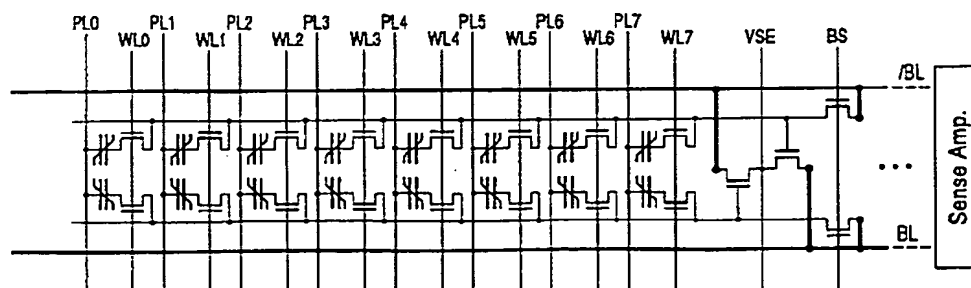 PL0 PL1 PL2 PL3 PL4 PL5 PL6 PL7
WL0 WL1 WL2 WL3 WL4 WL5 WL6 WL7 VSE BS
/BL
BL
Sense Amp.